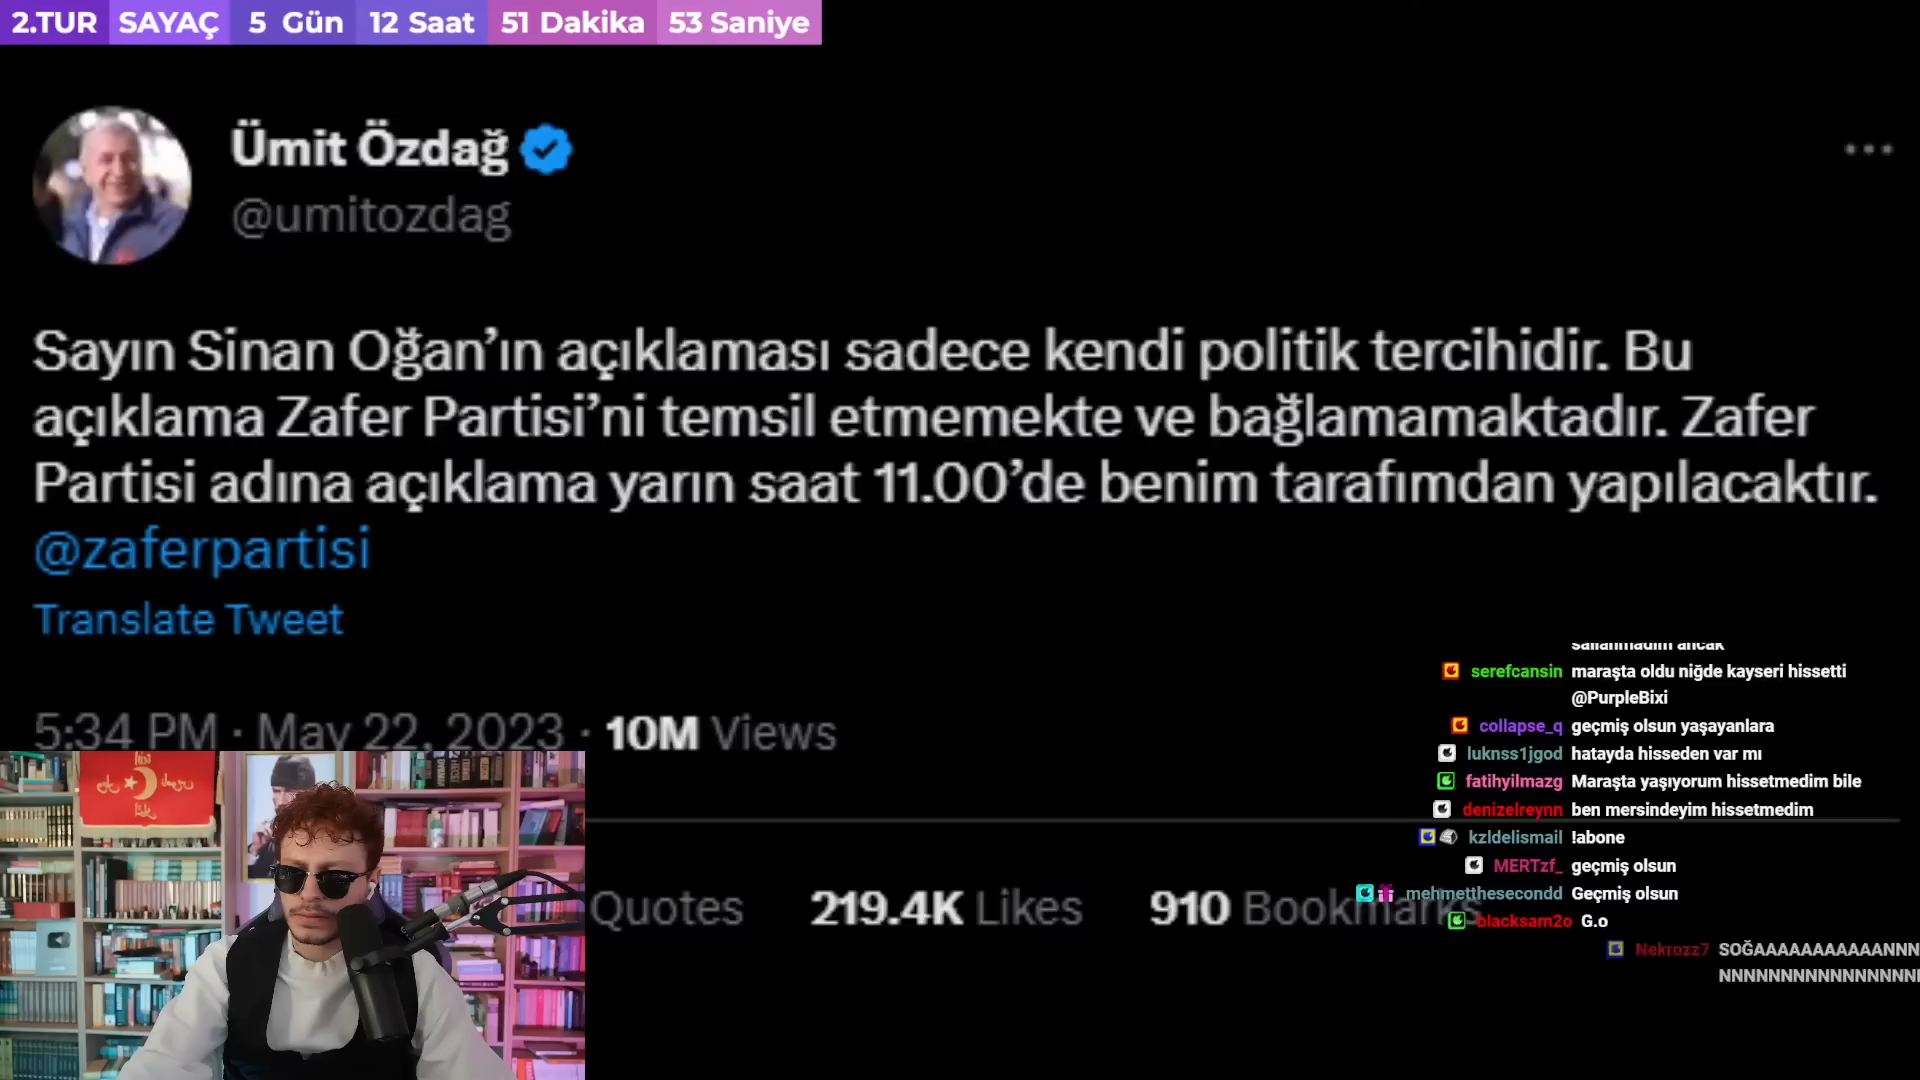 2.TUR SAYAÇ 5 Gün 12 Saat 51 Dakika 53 Saniye
Ümit Özdağ
@umitozdag
Sayın Sinan Oğan’ın açıklaması sadece kendi politik tercihidir. Bu
açıklama Zafer Partisi’ni temsil etmemekte ve bağlamamaktadır. Zafer
Partisi adına açıklama yarın saat 11.00’de benim tarafımdan yapılacaktır.
@zaferpartisi
Translate Tweet
5:34 PM · May 22, 2023 · 10M Views
Quotes 219.4K Likes 910 Bookmarks
sallanmadım ancak
serefcansin maraşta oldu niğde kayseri hissetti
@PurpleBixi
collapse_q geçmiş olsun yaşayanlara
luknss1jgod hatayda hisseden var mı
fatihyilmazg Maraşta yaşıyorum hissetmedim bile
denizelreynn ben mersindeyim hissetmedim
kzldelismail !abone
MERTzf_ geçmiş olsun
mehmetthesecondd Geçmiş olsun
blacksam2o G.o
Nekrozz7 SOĞAAAAAAAAAAANNN
NNNNNNNNNNNNNNNNN